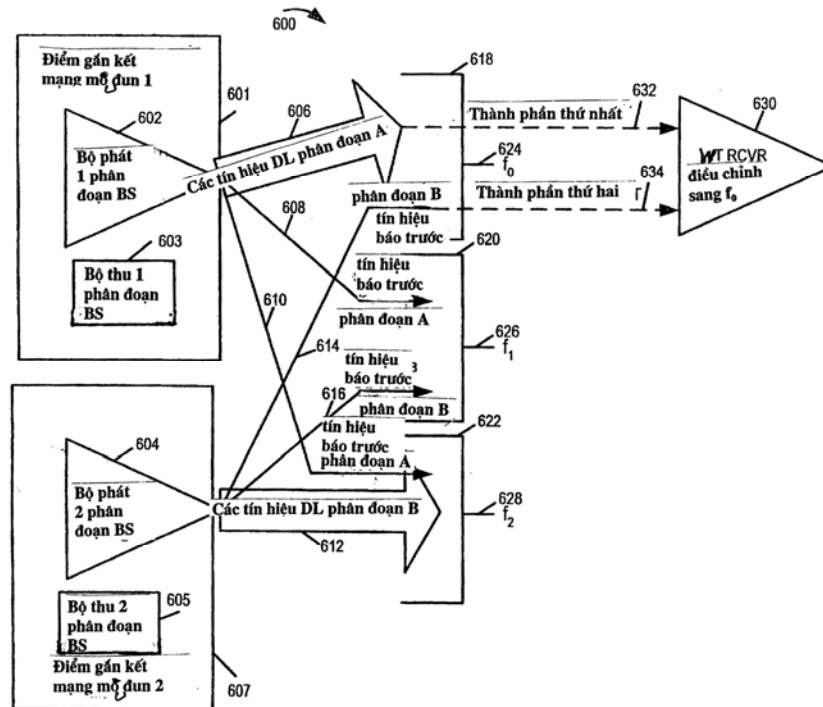 600
Điểm gắn kết
mạng mô đun 1
602
601
606
618
632
630
Bộ phát
1 phân
đoạn BS
Các tín hiệu DL phân đoạn A
Thành phần thứ nhất
624
f₀
WT RCVR
điều chỉnh
sang f₀
phân đoạn B
Thành phần thứ hai
634
608
tín hiệu
báo trước
603
620
Bộ thu 1
phân đoạn
BS
tín hiệu
báo trước
610
phân đoạn A
626
f₁
614
tín hiệu
báo trước
616
phân đoạn B
622
604
tín hiệu
báo trước
phân đoạn A
Bộ phát
2 phân
đoạn BS
Các tín hiệu DL phân đoạn B
628
f₂
612
605
Bộ thu 2
phân đoạn
BS
Điểm gắn kết
mạng mô đun 2
607